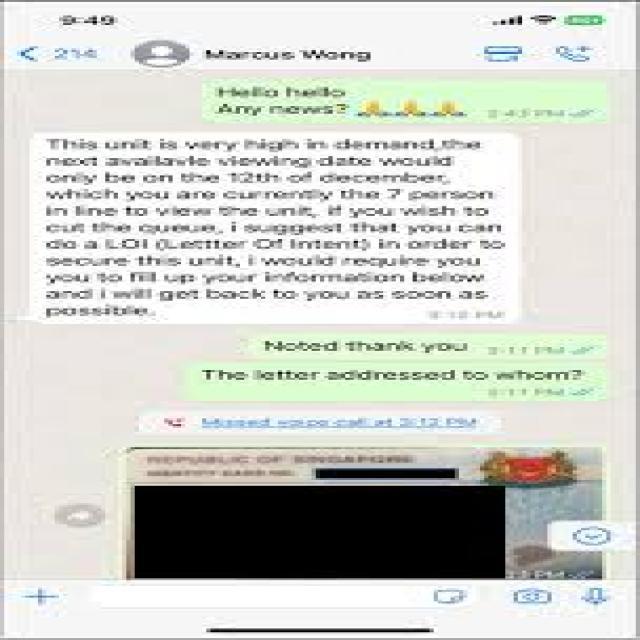 9:49
214
Marcus Wong
Hello hello
Any news? 🙏🙏🙏 2:43 PM
This unit is very high in demand,the
next availavle viewing date would
only be on the 12th of december,
which you are currently the 7 person
in line to view the unit, if you wish to
cut the queue, i suggest that you can
do a LOI (Lettter Of Intent) in order to
secure this unit, i would require you
you to fill up your information below
and i will get back to you as soon as
possible.
Noted thank you 3:11 PM
The letter addressed to whom?
3:11 PM
Missed voice call at 3:12 PM
REPUBLIC OF SINGAPORE
IDENTITY CARD NO.
PM